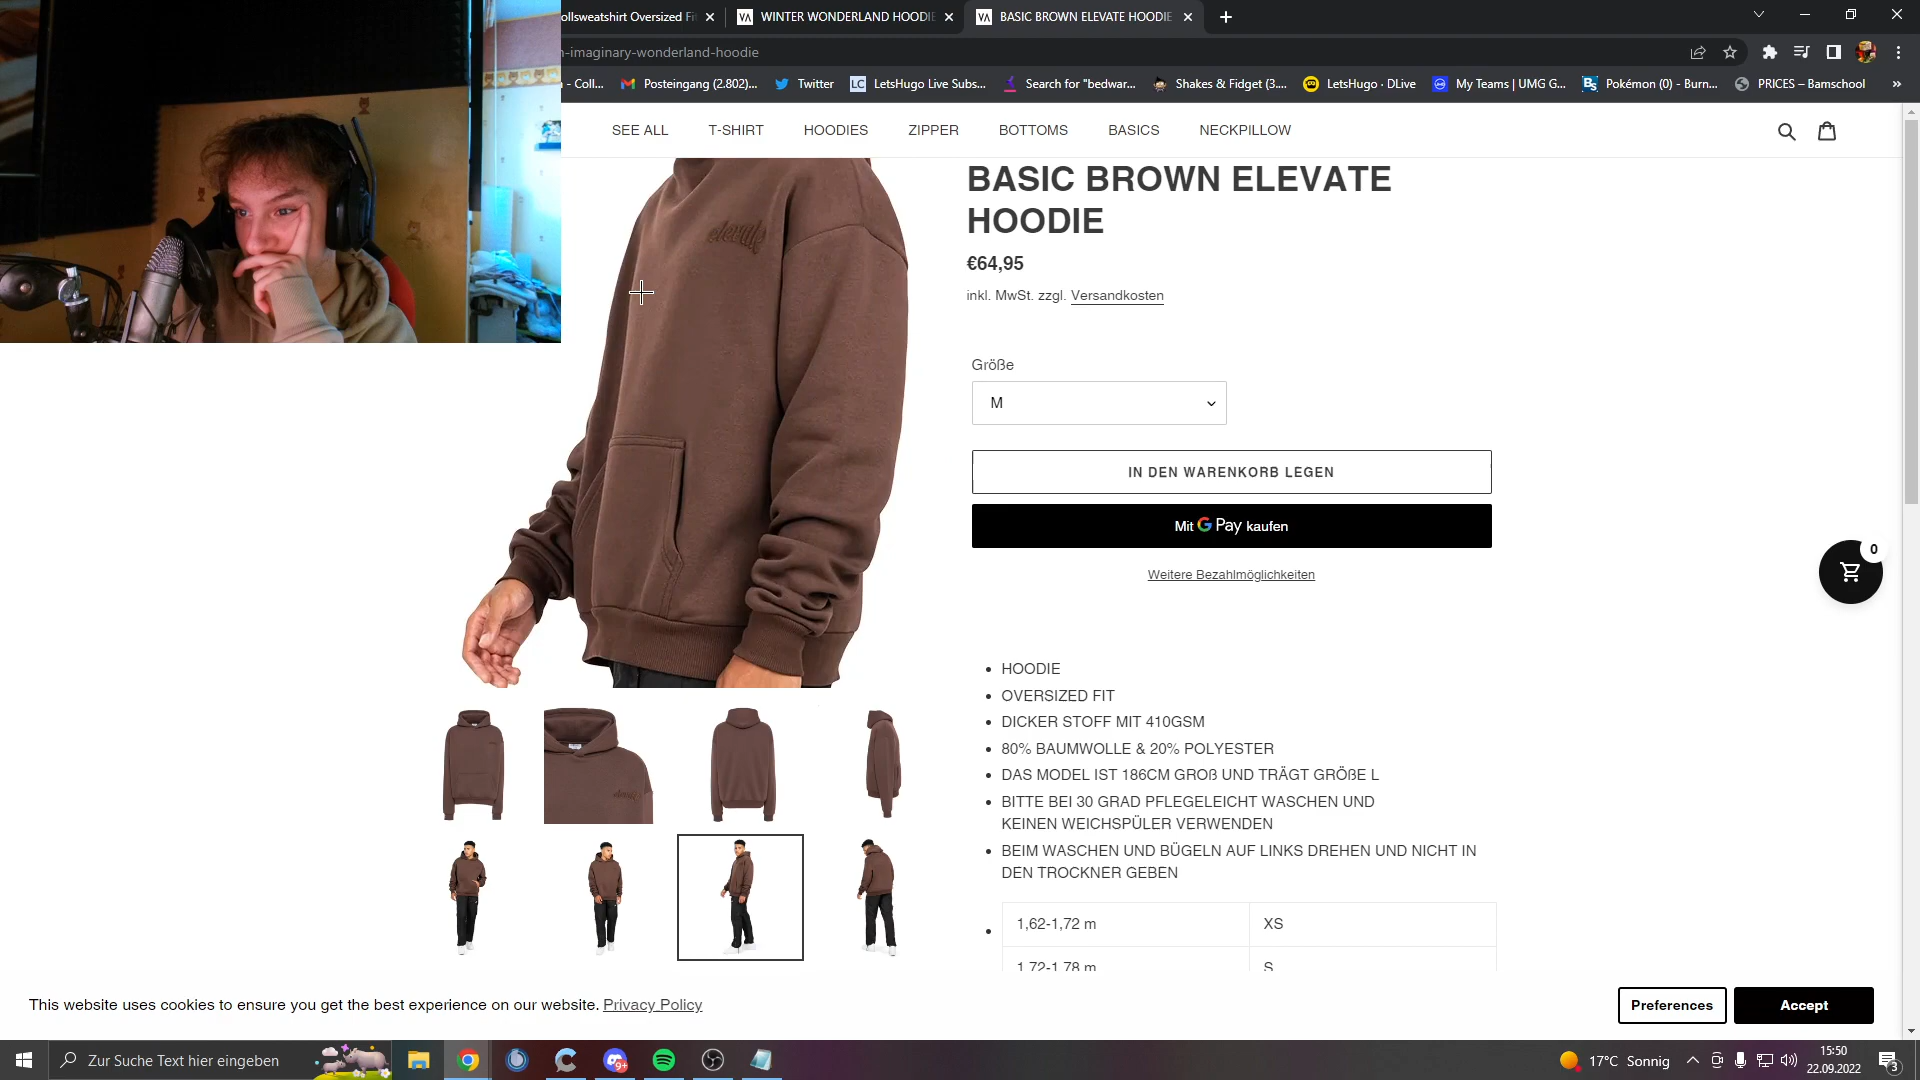 ollsweatshirt Oversized Fi
WINTER WONDERLAND HOODIE
BASIC BROWN ELEVATE HOODIE
n-imaginary-wonderland-hoodie
n - Coll...
Posteingang (2.802)...
Twitter
LC LetsHugo Live Subs...
Search for "bedwar...
Shakes & Fidget (3....
LetsHugo · DLive
My Teams | UMG G...
Bs Pokémon (0) - Burn...
PRICES – Bamschool
»
SEE ALL
T-SHIRT
HOODIES
ZIPPER
BOTTOMS
BASICS
NECKPILLOW
BASIC BROWN ELEVATE
HOODIE
€64,95
inkl. MwSt. zzgl. Versandkosten
Größe
M
IN DEN WARENKORB LEGEN
Mit G Pay kaufen
Weitere Bezahlmöglichkeiten
0
HOODIE
OVERSIZED FIT
DICKER STOFF MIT 410GSM
80% BAUMWOLLE & 20% POLYESTER
DAS MODEL IST 186CM GROß UND TRÄGT GRÖßE L
BITTE BEI 30 GRAD PFLEGELEICHT WASCHEN UND
KEINEN WEICHSPÜLER VERWENDEN
BEIM WASCHEN UND BÜGELN AUF LINKS DREHEN UND NICHT IN
DEN TROCKNER GEBEN
1,62-1,72 m XS
1,72-1,78 m S
This website uses cookies to ensure you get the best experience on our website. Privacy Policy
Preferences
Accept
Zur Suche Text hier eingeben
9+
17°C Sonnig
15:50
22.09.2022
3